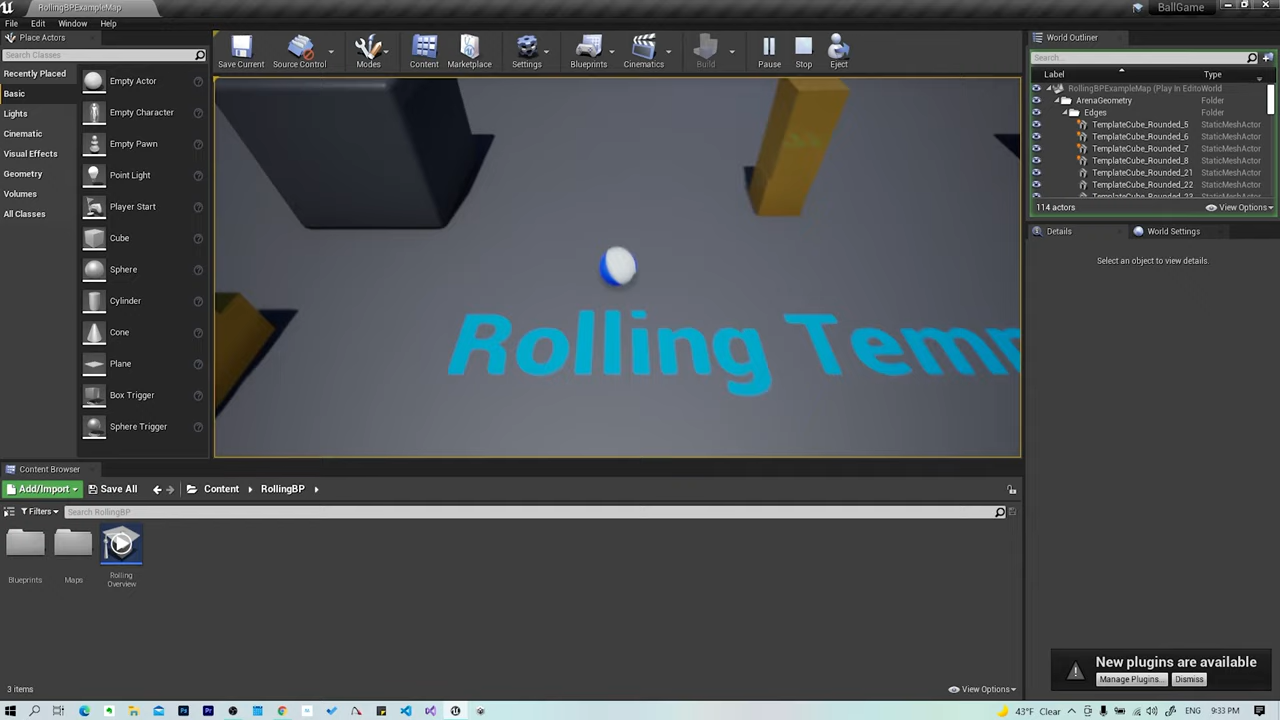 RollingBPExampleMap
BallGame
File Edit Window Help
Place Actors
Search Classes
Recently Placed
Basic
Lights
Cinematic
Visual Effects
Geometry
Volumes
All Classes
Empty Actor
Empty Character
Empty Pawn
Point Light
Player Start
Cube
Sphere
Cylinder
Cone
Plane
Box Trigger
Sphere Trigger
Save Current
Source Control
Modes
Content
Marketplace
Settings
Blueprints
Cinematics
Build
Pause
Stop
Eject
Rolling Temp
World Outliner
Search...
Label Type
RollingBPExampleMap (Play In Editor) World
ArenaGeometry Folder
Edges Folder
TemplateCube_Rounded_5 StaticMeshActor
TemplateCube_Rounded_6 StaticMeshActor
TemplateCube_Rounded_7 StaticMeshActor
TemplateCube_Rounded_8 StaticMeshActor
TemplateCube_Rounded_21 StaticMeshActor
TemplateCube_Rounded_22 StaticMeshActor
114 actors View Options
Details World Settings
Select an object to view details.
Content Browser
Add/Import Save All Content RollingBP
Filters Search RollingBP
Blueprints
Maps
Rolling
Overview
3 items View Options
New plugins are available
Manage Plugins... Dismiss
43°F Clear ENG 9:33 PM